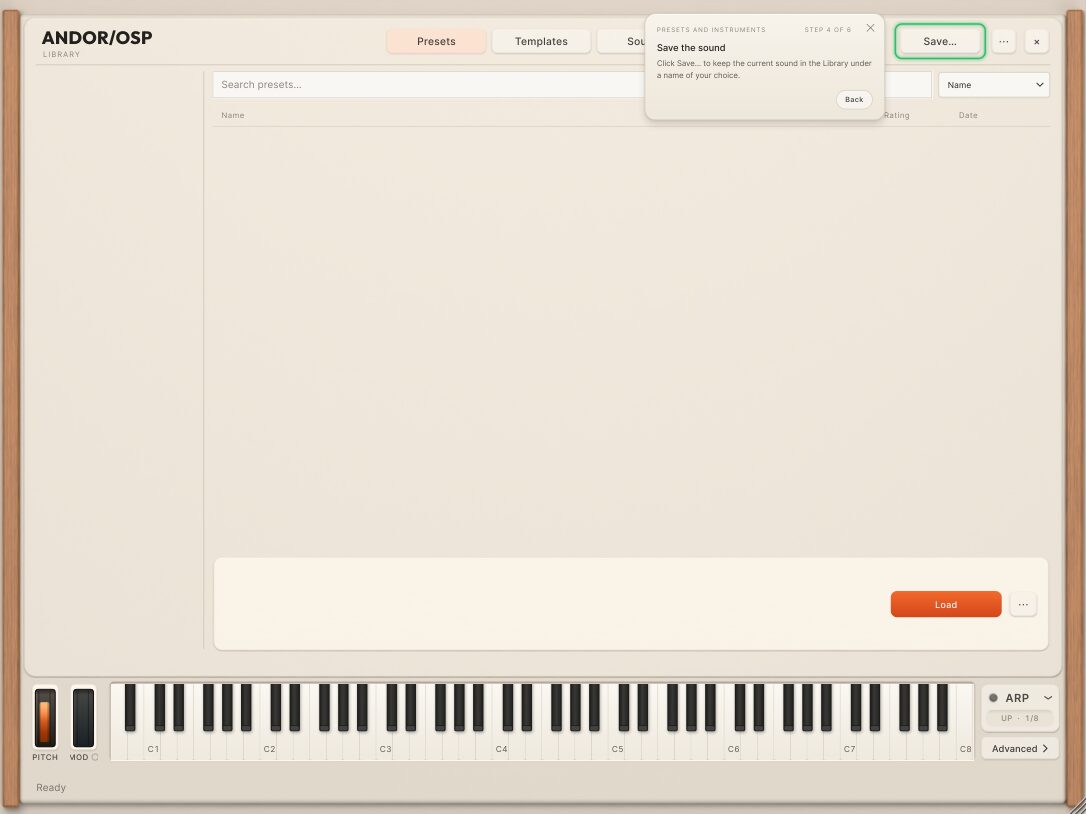 ANDOR/OSP
LIBRARY
Presets
Templates
Sou
PRESETS AND INSTRUMENTS
STEP 4 OF 6
Save the sound
Click Save... to keep the current sound in the Library under
a name of your choice.
Back
Save...
...
×
Search presets...
Name
Name
Rating
Date
Load
...
PITCH
MOD
C1
C2
C3
C4
C5
C6
C7
C8
ARP
UP · 1/8
Advanced
Ready